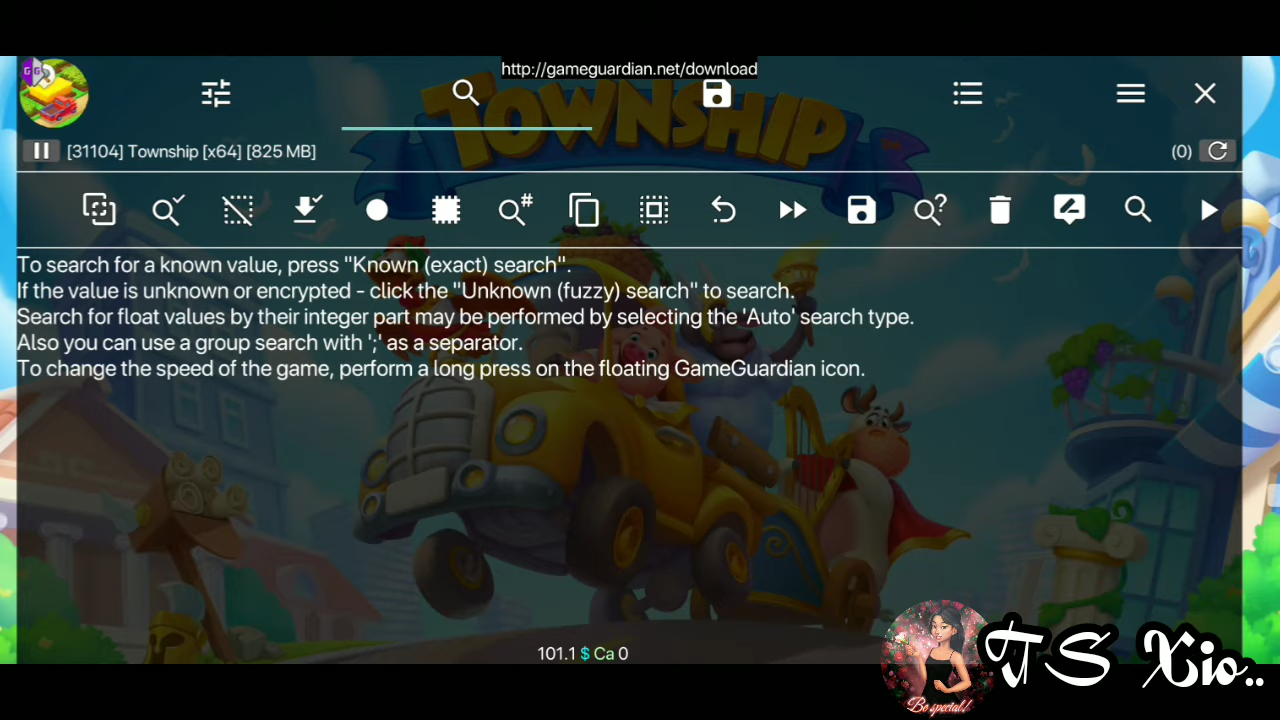 http://gameguardian.net/download
TOWNSHIP
[31104] Township [x64] [825 MB]
(0)
To search for a known value, press "Known (exact) search".
If the value is unknown or encrypted - click the "Unknown (fuzzy) search" to search.
Search for float values by their integer part may be performed by selecting the 'Auto' search type.
Also you can use a group search with ';' as a separator.
To change the speed of the game, perform a long press on the floating GameGuardian icon.
101.1 $ Ca 0
TS Xio..
Be special!